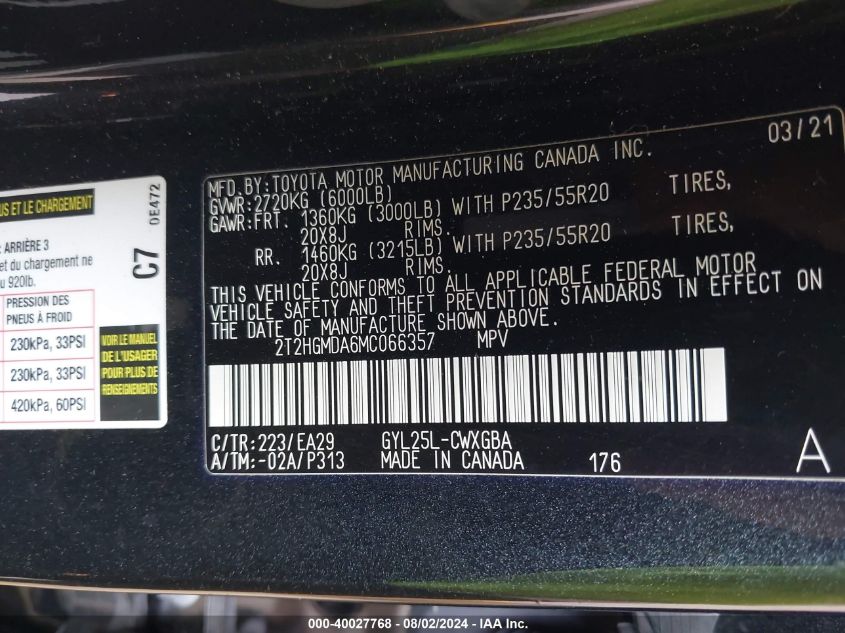 US ET LE CHARGEMENT
: ARRIÈRE 3
et du chargement ne
u 920lb.
PRESSION DES
PNEUS À FROID
230kPa, 33PSI
230kPa, 33PSI
420kPa, 60PSI
VOIR LE MANUEL
DE L'USAGER
POUR PLUS DE
RENSEIGNEMENTS
C7
0E472
03/21
MFD.BY:TOYOTA MOTOR MANUFACTURING CANADA INC.
GVWR:2720KG (6000LB)
GAWR:FRT. 1360KG (3000LB) WITH P235/55R20 TIRES,
20X8J RIMS.
RR. 1460KG (3215LB) WITH P235/55R20 TIRES,
20X8J RIMS.
THIS VEHICLE CONFORMS TO ALL APPLICABLE FEDERAL MOTOR
VEHICLE SAFETY AND THEFT PREVENTION STANDARDS IN EFFECT ON
THE DATE OF MANUFACTURE SHOWN ABOVE.
2T2HGMDA6MC066357 MPV
C/TR:223/EA29 GYL25L-CWXGBA
A/TM:-02A/P313 MADE IN CANADA 176 A
000-40027768 - 08/02/2024 - IAA Inc.